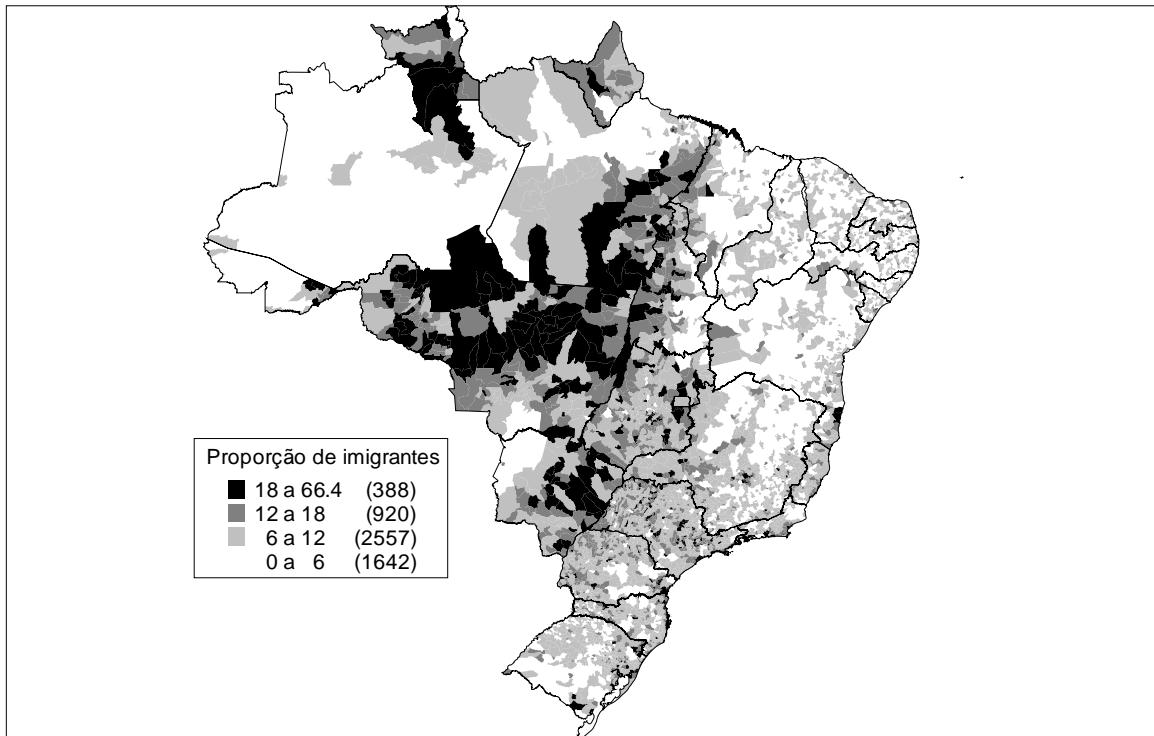 Proporção de imigrantes
18 a 66.4 (388)
12 a 18 (920)
6 a 12 (2557)
0 a 6 (1642)